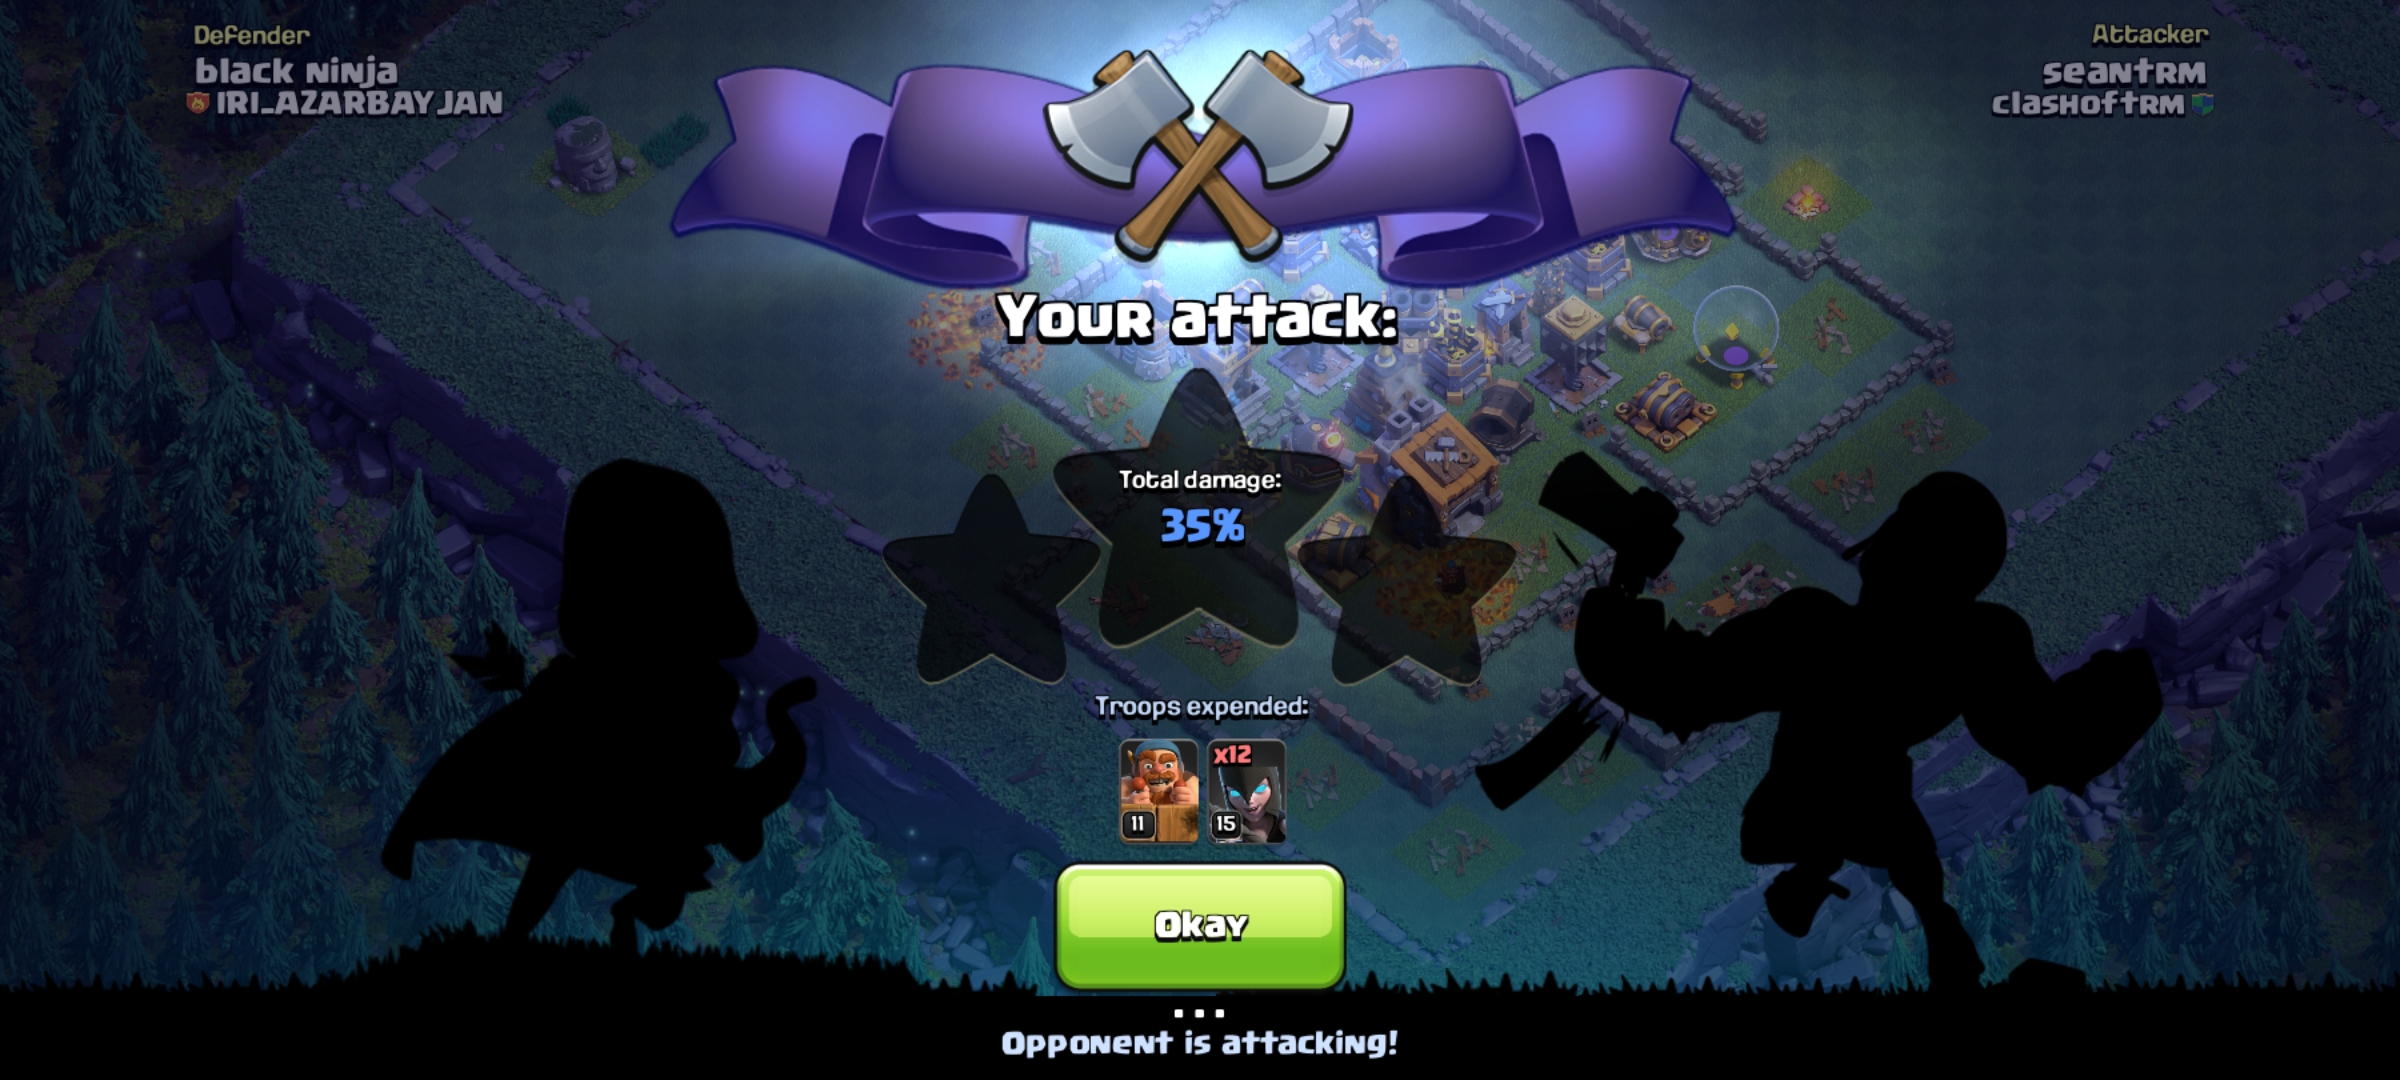 Defender
black ninja
IRI_AZARBAYJAN
Attacker
seantrm
clashoftrm
Your attack:
Total damage:
35%
Troops expended:
x12
11
15
Okay
...
Opponent is attacking!